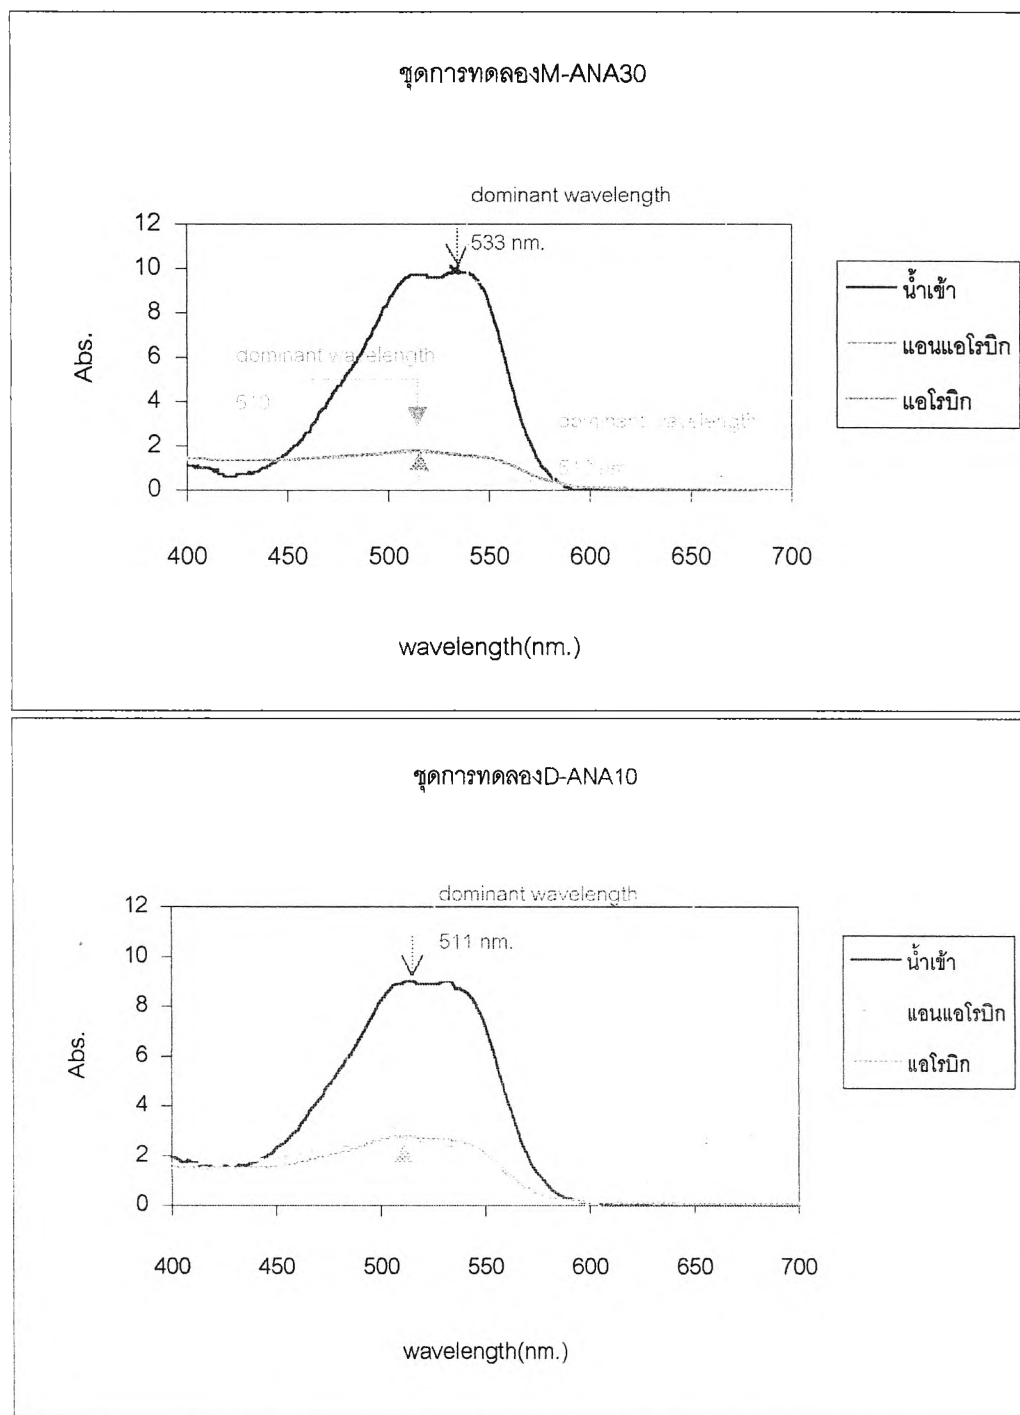 ชุดการทดลองM-ANA30
dominant wavelength
533 nm.
12
10
8
6
4
2
0
Abs.
dominant wavelength
510
dominant wavelength
nm
400 450 500 550 600 650 700
wavelength(nm.)
น้ำเข้า
แอนแอโรบิก
แอโรบิก
ชุดการทดลองD-ANA10
dominant wavelength
511 nm.
12
10
8
6
4
2
0
Abs.
400 450 500 550 600 650 700
wavelength(nm.)
น้ำเข้า
แอนแอโรบิก
แอโรบิก